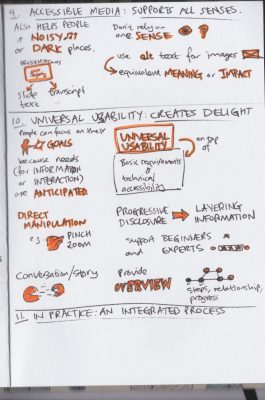 9. ACCESSIBLE MEDIA: SUPPORTS ALL SENSES.
ALSO HELPS PEOPLE
in NOISY
or DARK places.
Don't rely on
one SENSE
use alt text for images
equivalent MEANING or IMPACT
PRESENTATIONS
slide transcript
text
10. UNIVERSAL USABILITY: CREATES DELIGHT
People can focus on their
GOALS
because needs
(for INFORMATION
or INTERACTION)
are ANTICIPATED
UNIVERSAL
USABILITY
on top
of
Basic requirements
&
technical
accessibility
DIRECT
MANIPULATION
e.g. PINCH
ZOOM
PROGRESSIVE
DISCLOSURE
LAYERING
INFORMATION
support BEGINNERS
and EXPERTS
Conversation/story
Provide
OVERVIEW
steps, relationship,
progress
11. IN PRACTICE: AN INTEGRATED PROCESS